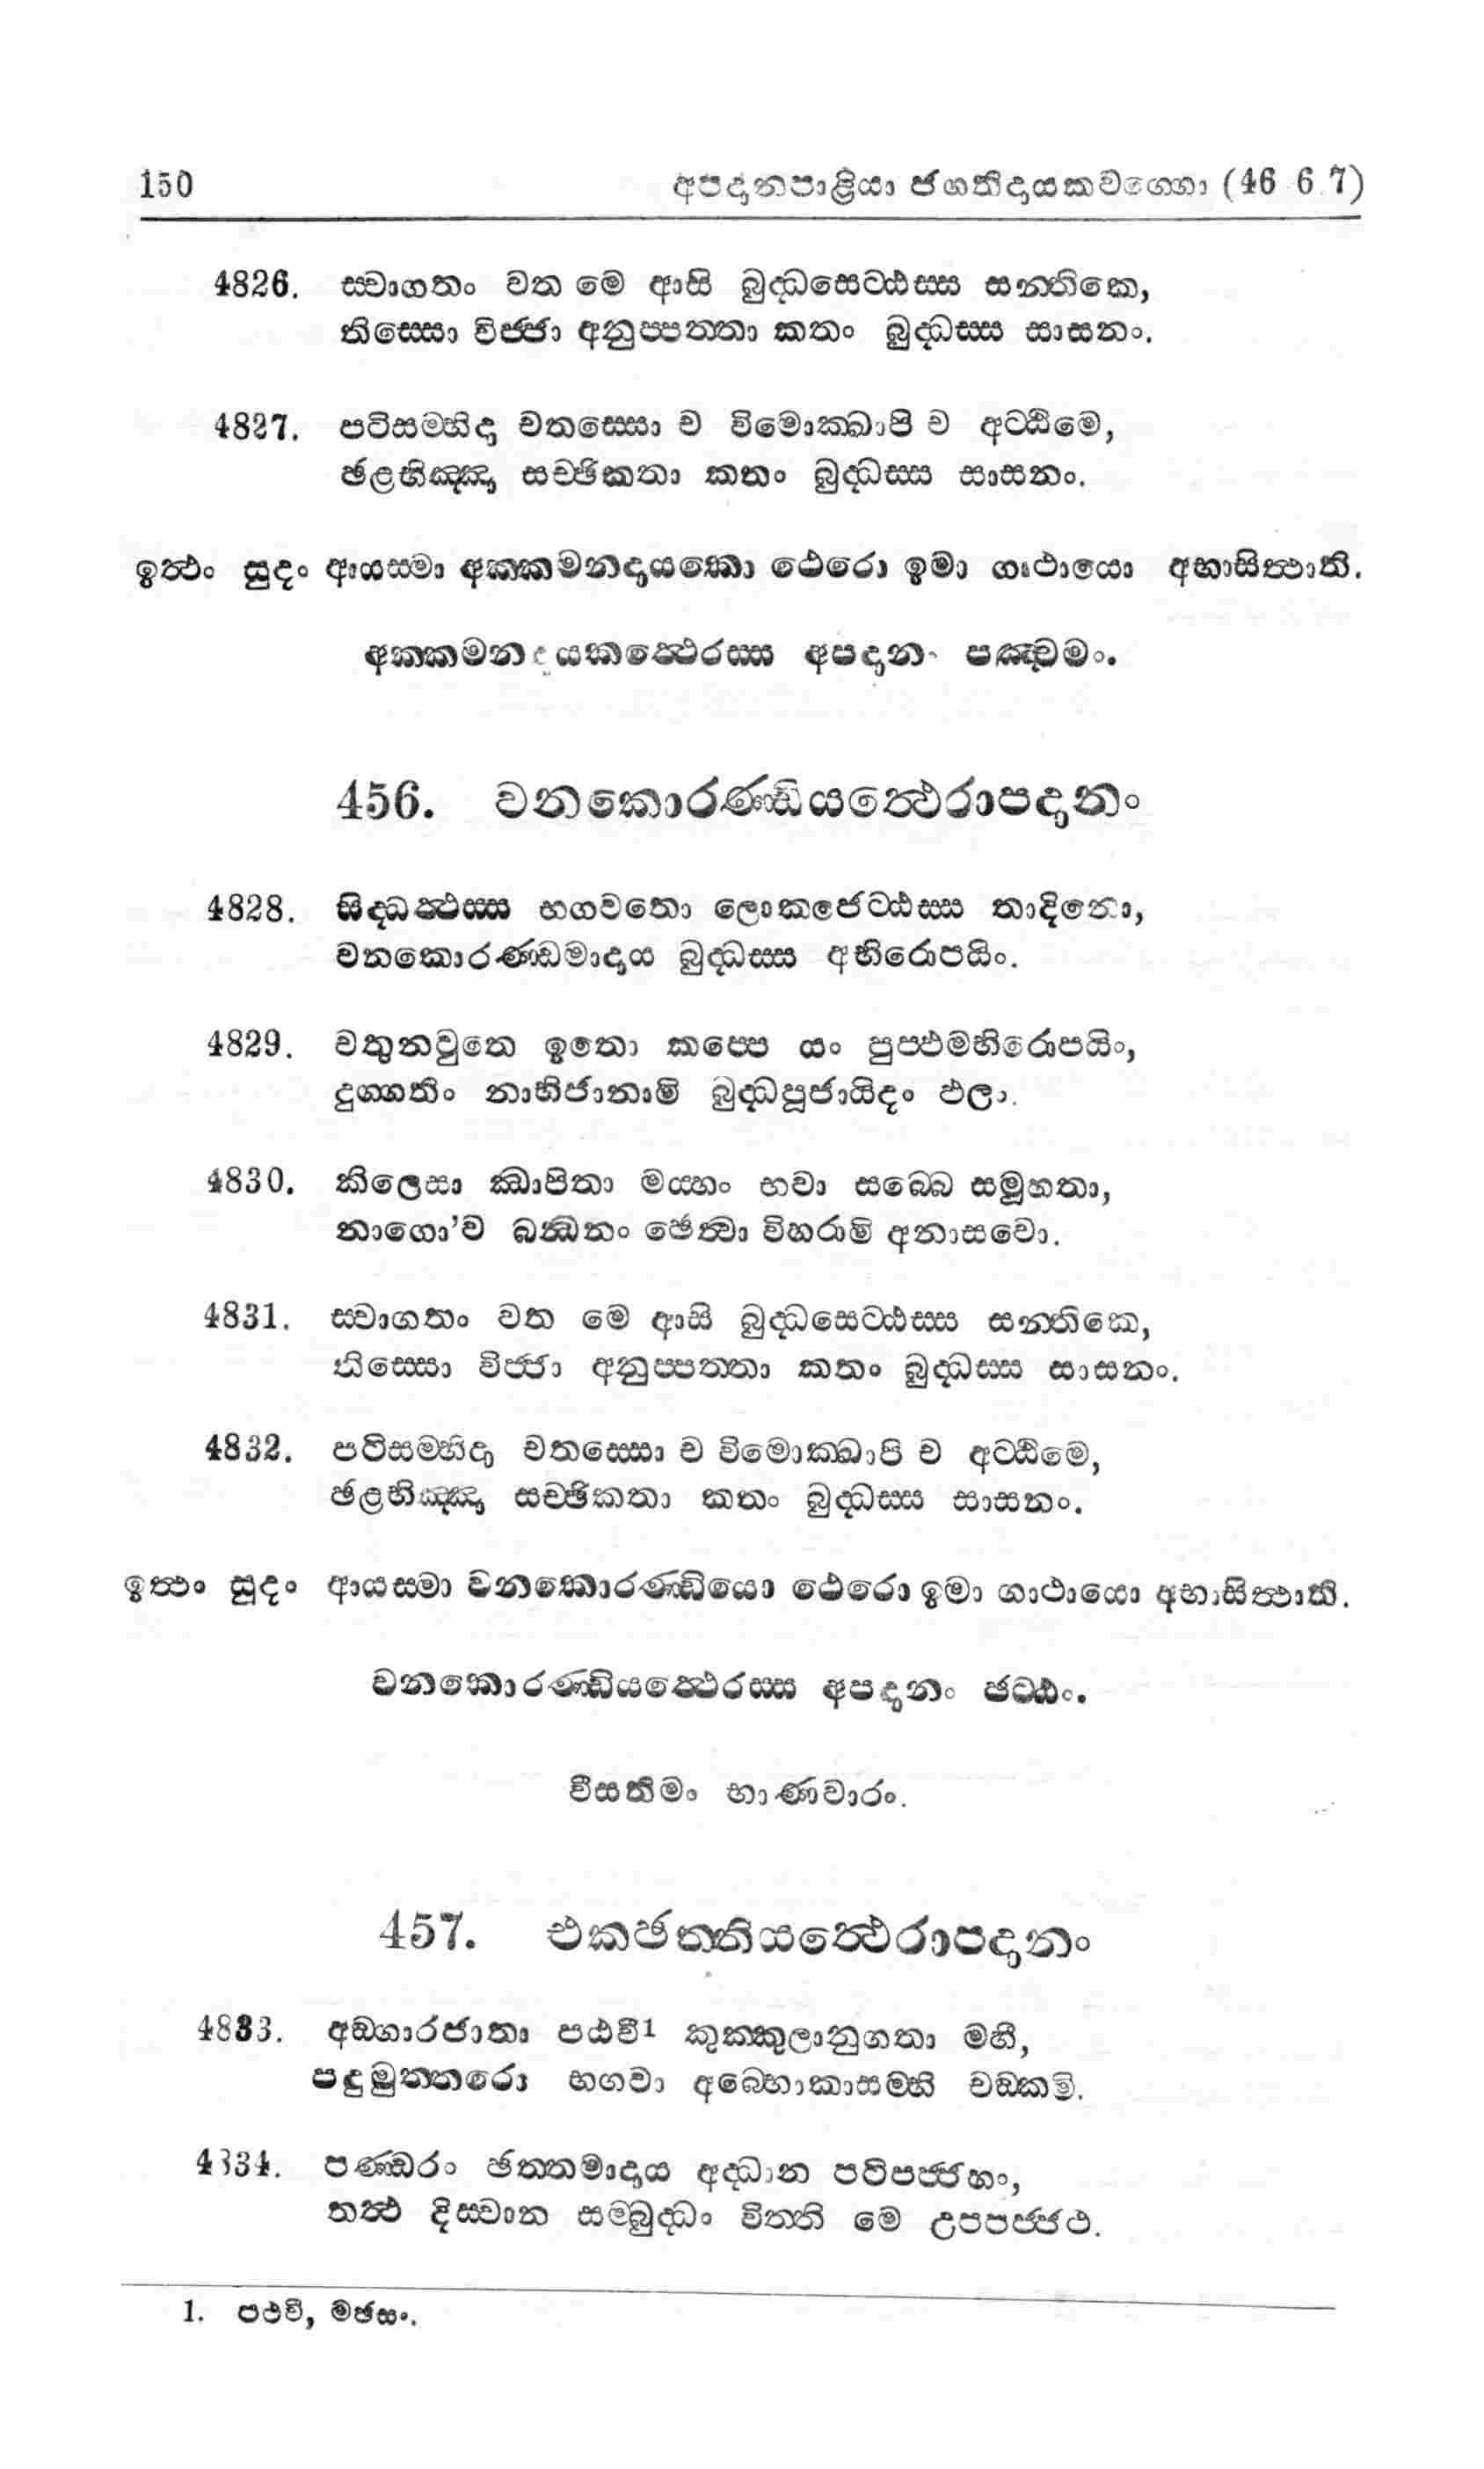 150 අපදානපාළියා ජගතිදායකවග්ගො (46 6 7)
4826. ස්වාගතං වත මෙ ආසි බුද්ධසෙට්ඨස්ස සන්තිකෙ,
තිස්සො විජ්ජා අනුප්පත්තා කතං බුද්ධස්ස සාසනං.
4827. පටිසම්භිදා චතස්සො ච විමොක්ඛාපි ච අට්ඨිමෙ,
ඡළභිඤ්ඤා සච්ඡිකතා කතං බුද්ධස්ස සාසනං.
ඉත්ථං සුදං ආයස්මා අක්කමනදායකො ථෙරො ඉමා ගාථායො අභාසිත්ථාති.
අක්කමනදායකත්ථෙරස්ස අපදානං පඤ්චමං.
456. වනකොරණ්ඩියත්ථෙරාපදානං
4828. සිද්ධත්ථස්ස භගවතො ලොකජෙට්ඨස්ස තාදිනො,
වනකොරණ්ඩමාදාය බුද්ධස්ස අභිරොපයිං.
4829. චතුනවුතෙ ඉතො කප්පෙ යං පුප්ඵමභිරොපයිං,
දුග්ගතිං නාභිජානාමි බුද්ධපූජායිදං ඵලං.
4830. කිලෙසා ඣාපිතා මය්හං භවා සබ්බෙ සමූහතා,
නාගො'ව බන්ධනං ඡෙත්වා විහරාමි අනාසවො.
4831. ස්වාගතං වත මෙ ආසි බුද්ධසෙට්ඨස්ස සන්තිකෙ,
තිස්සො විජ්ජා අනුප්පත්තා කතං බුද්ධස්ස සාසනං.
4832. පටිසම්භිදා චතස්සො ච විමොක්ඛාපි ච අට්ඨිමෙ,
ඡළභිඤ්ඤා සච්ඡිකතා කතං බුද්ධස්ස සාසනං.
ඉත්ථං සුදං ආයස්මා වනකොරණ්ඩියො ථෙරො ඉමා ගාථායො අභාසිත්ථාති.
වනකොරණ්ඩියත්ථෙරස්ස අපදානං ඡට්ඨං.
වීසතිමං භාණවාරං.
457. එකඡත්තියත්ථෙරාපදානං
4833. අඞ්ගාරජාතා පඨවී1 කුක්කුලානුගතා මහී,
පදුමුත්තරො භගවා අබ්භොකාසම්හි චඞ්කමි.
4834. පණ්ඩරං ඡත්තමාදාය අද්ධාන පටිපජ්ජහං,
තත්ථ දිස්වාන සම්බුද්ධං විත්ති මෙ උපපජ්ජථ.
1. පථවි, මඡසං.